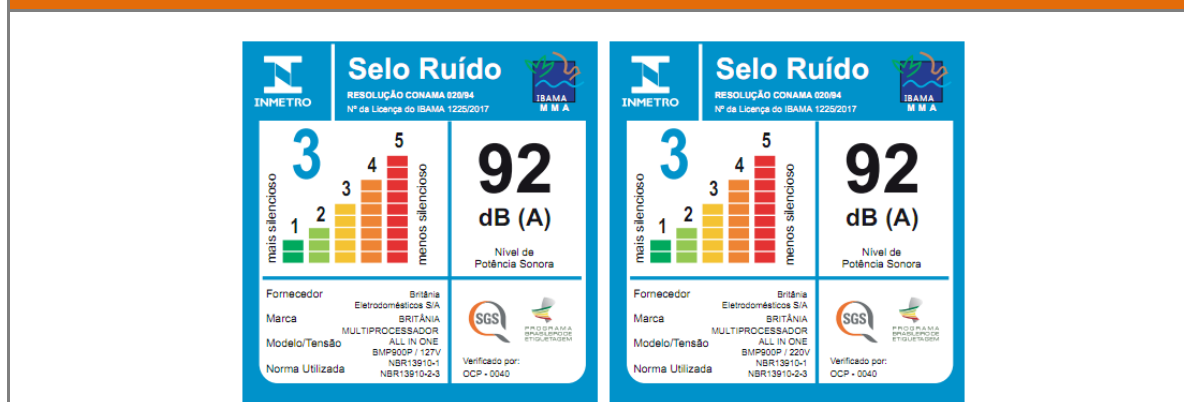 INMETRO
Selo Ruído
RESOLUÇÃO CONAMA 020/94
Nº da Licença do IBAMA 1225/2017
IBAMA
M M A
3
mais silencioso
1
2
3
4
5
menos silencioso
92
dB (A)
Nível de
Potência Sonora
Fornecedor
Britânia
Eletrodomésticos S/A
Marca
BRITÂNIA
Modelo/Tensão
MULTIPROCESSADOR
ALL IN ONE
BMP900P / 127V
Norma Utilizada
NBR13910-1
NBR13910-2-3
SGS
PROGRAMA
BRASILEIRO DE
ETIQUETAGEM
Verificado por:
OCP - 0040
INMETRO
Selo Ruído
RESOLUÇÃO CONAMA 020/94
Nº da Licença do IBAMA 1225/2017
IBAMA
M M A
3
mais silencioso
1
2
3
4
5
menos silencioso
92
dB (A)
Nível de
Potência Sonora
Fornecedor
Britânia
Eletrodomésticos S/A
Marca
BRITÂNIA
Modelo/Tensão
MULTIPROCESSADOR
ALL IN ONE
BMP900P / 220V
Norma Utilizada
NBR13910-1
NBR13910-2-3
SGS
PROGRAMA
BRASILEIRO DE
ETIQUETAGEM
Verificado por:
OCP - 0040